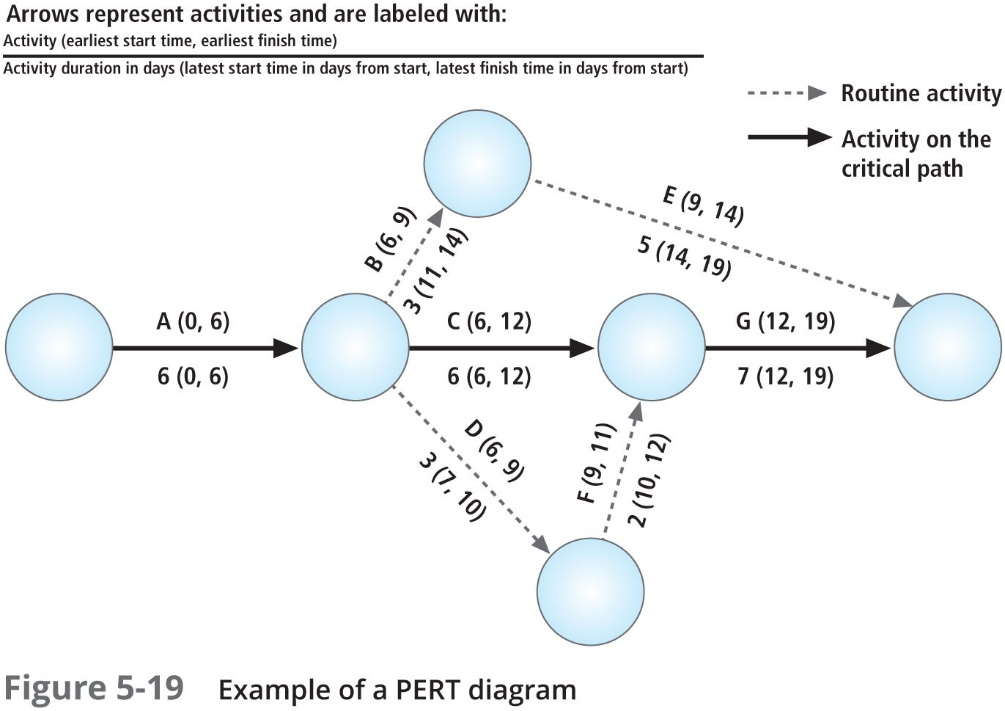 Arrows represent activities and are labeled with:
Activity (earliest start time, earliest finish time)
Activity duration in days (latest start time in days from start, latest finish time in days from start)
Routine activity
Activity on the
critical path
B (6, 9)
3 (11, 14)
E (9, 14)
5 (14, 19)
A (0, 6)
6 (0, 6)
C (6, 12)
6 (6, 12)
G (12, 19)
7 (12, 19)
D (6, 9)
3 (7, 10)
F (9, 11)
2 (10, 12)
Figure 5-19 Example of a PERT diagram